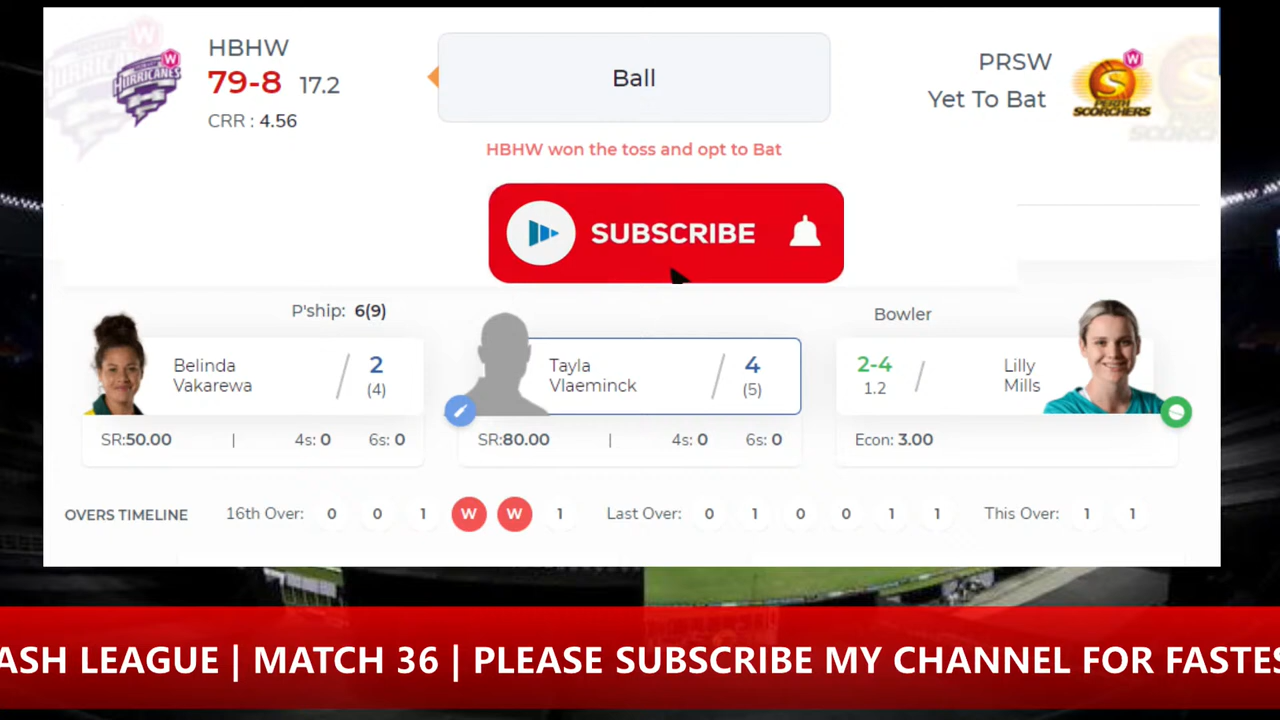 HBHW
79-8 17.2
CRR : 4.56
Ball
HBHW won the toss and opt to Bat
PRSW
Yet To Bat
HURRICANES
W
PERTH
SCORCHERS
W
SUBSCRIBE
P'ship: 6(9)
Belinda
Vakarewa
2
(4)
SR:50.00 | 4s: 0 6s: 0
Tayla
Vlaeminck
4
(5)
SR:80.00 | 4s: 0 6s: 0
Bowler
2-4
1.2
Lilly
Mills
Econ: 3.00
OVERS TIMELINE 16th Over: 0 0 1 W W 1 Last Over: 0 1 0 0 1 1 This Over: 1 1
ASH LEAGUE | MATCH 36 | PLEASE SUBSCRIBE MY CHANNEL FOR FASTES